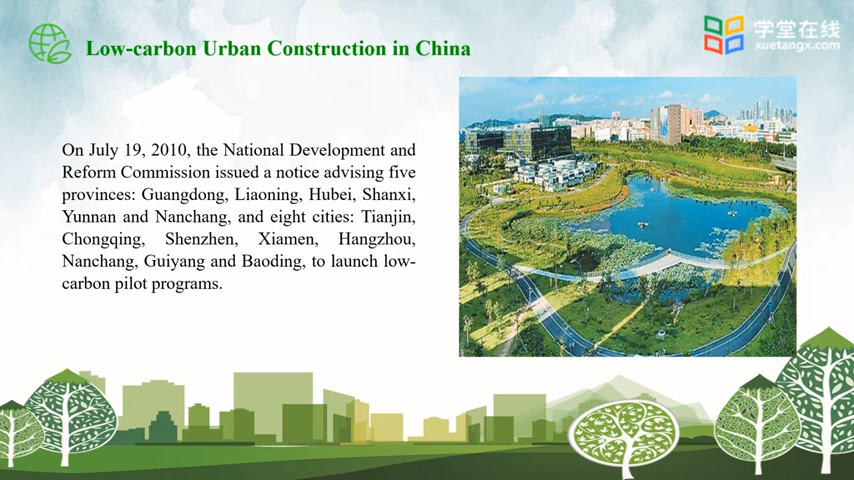 Low-carbon Urban Construction in China
学堂在线
xuetangx.com
On July 19, 2010, the National Development and
Reform Commission issued a notice advising five
provinces: Guangdong, Liaoning, Hubei, Shanxi,
Yunnan and Nanchang, and eight cities: Tianjin,
Chongqing, Shenzhen, Xiamen, Hangzhou,
Nanchang, Guiyang and Baoding, to launch low-
carbon pilot programs.